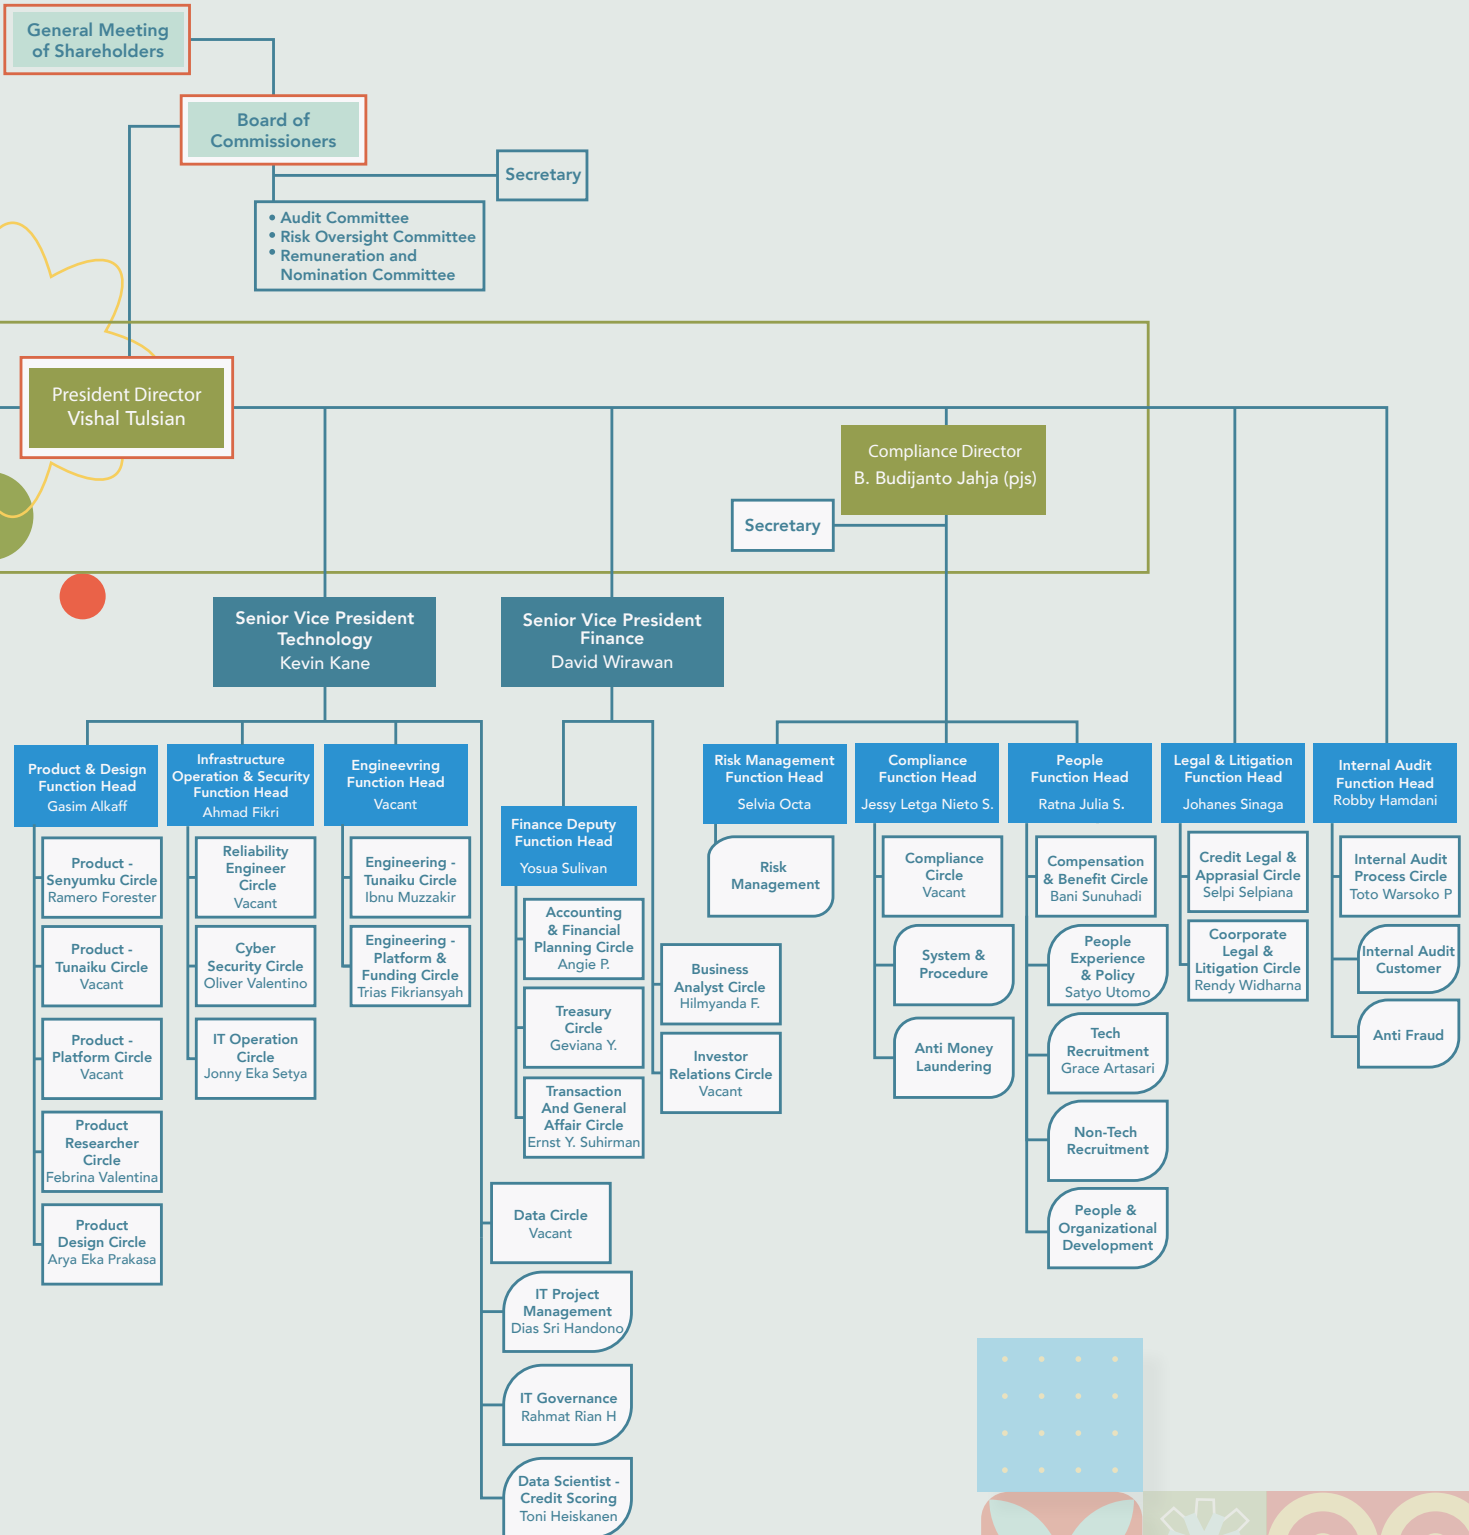 General Meeting
of Shareholders
Board of
Commissioners
Secretary
• Audit Committee
• Risk Oversight Committee
• Remuneration and
Nomination Committee
President Director
Vishal Tulsian
Compliance Director
B. Budijanto Jahja (pjs)
Secretary
Senior Vice President
Technology
Kevin Kane
Senior Vice President
Finance
David Wirawan
Product & Design
Function Head
Gasim Alkaff
Infrastructure
Operation & Security
Function Head
Ahmad Fikri
Engineevring
Function Head
Vacant
Finance Deputy
Function Head
Yosua Sulivan
Risk Management
Function Head
Selvia Octa
Compliance
Function Head
Jessy Letga Nieto S.
People
Function Head
Ratna Julia S.
Legal & Litigation
Function Head
Johanes Sinaga
Internal Audit
Function Head
Robby Hamdani
Product -
Senyumku Circle
Ramero Forester
Product -
Tunaiku Circle
Vacant
Product -
Platform Circle
Vacant
Product
Researcher
Circle
Febrina Valentina
Product
Design Circle
Arya Eka Prakasa
Reliability
Engineer
Circle
Vacant
Cyber
Security Circle
Oliver Valentino
IT Operation
Circle
Jonny Eka Setya
Engineering -
Tunaiku Circle
Ibnu Muzzakir
Engineering -
Platform &
Funding Circle
Trias Fikriansyah
Data Circle
Vacant
IT Project
Management
Dias Sri Handono
IT Governance
Rahmat Rian H
Data Scientist -
Credit Scoring
Toni Heiskanen
Accounting
& Financial
Planning Circle
Angie P.
Treasury
Circle
Geviana Y.
Transaction
And General
Affair Circle
Ernst Y. Suhirman
Business
Analyst Circle
Hilmyanda F.
Investor
Relations Circle
Vacant
Risk
Management
Compliance
Circle
Vacant
System &
Procedure
Anti Money
Laundering
Compensation
& Benefit Circle
Bani Sunuhadi
People
Experience
& Policy
Satyo Utomo
Tech
Recruitment
Grace Artasari
Non-Tech
Recruitment
People &
Organizational
Development
Credit Legal &
Apprasial Circle
Selpi Selpiana
Coorporate
Legal &
Litigation Circle
Rendy Widharna
Internal Audit
Process Circle
Toto Warsoko P
Internal Audit
Customer
Anti Fraud